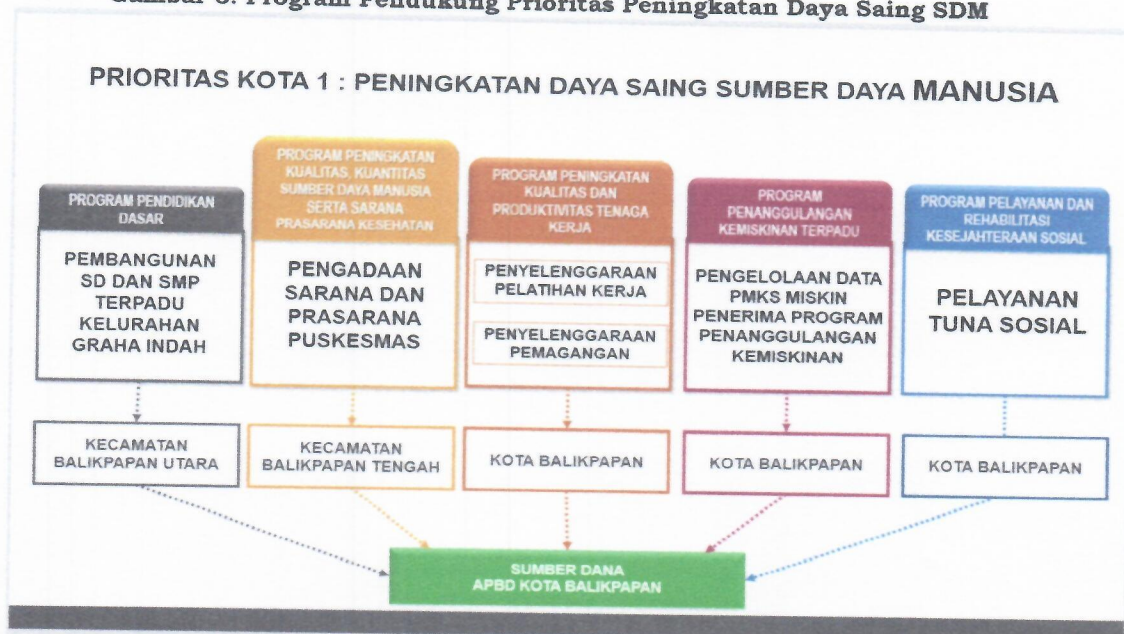 Gambar 6. Program Pendukung Prioritas Peningkatan Daya Saing SDM
PRIORITAS KOTA 1 : PENINGKATAN DAYA SAING SUMBER DAYA MANUSIA
PROGRAM PENDIDIKAN
DASAR
PEMBANGUNAN
SD DAN SMP
TERPADU
KELURAHAN
GRAHA INDAH
KECAMATAN
BALIKPAPAN UTARA
PROGRAM PENINGKATAN
KUALITAS, KUANTITAS
SUMBER DAYA MANUSIA
SERTA SARANA
PRASARANA KESEHATAN
PENGADAAN
SARANA DAN
PRASARANA
PUSKESMAS
KECAMATAN
BALIKPAPAN TENGAH
PROGRAM PENINGKATAN
KUALITAS DAN
PRODUKTIVITAS TENAGA
KERJA
PENYELENGGARAAN
PELATIHAN KERJA
PENYELENGGARAAN
PEMAGANGAN
KOTA BALIKPAPAN
PROGRAM
PENANGGULANGAN
KEMISKINAN TERPADU
PENGELOLAAN DATA
PMKS MISKIN
PENERIMA PROGRAM
PENANGGULANGAN
KEMISKINAN
KOTA BALIKPAPAN
PROGRAM PELAYANAN DAN
REHABILITASI
KESEJAHTERAAN SOSIAL
PELAYANAN
TUNA SOSIAL
KOTA BALIKPAPAN
SUMBER DANA
APBD KOTA BALIKPAPAN